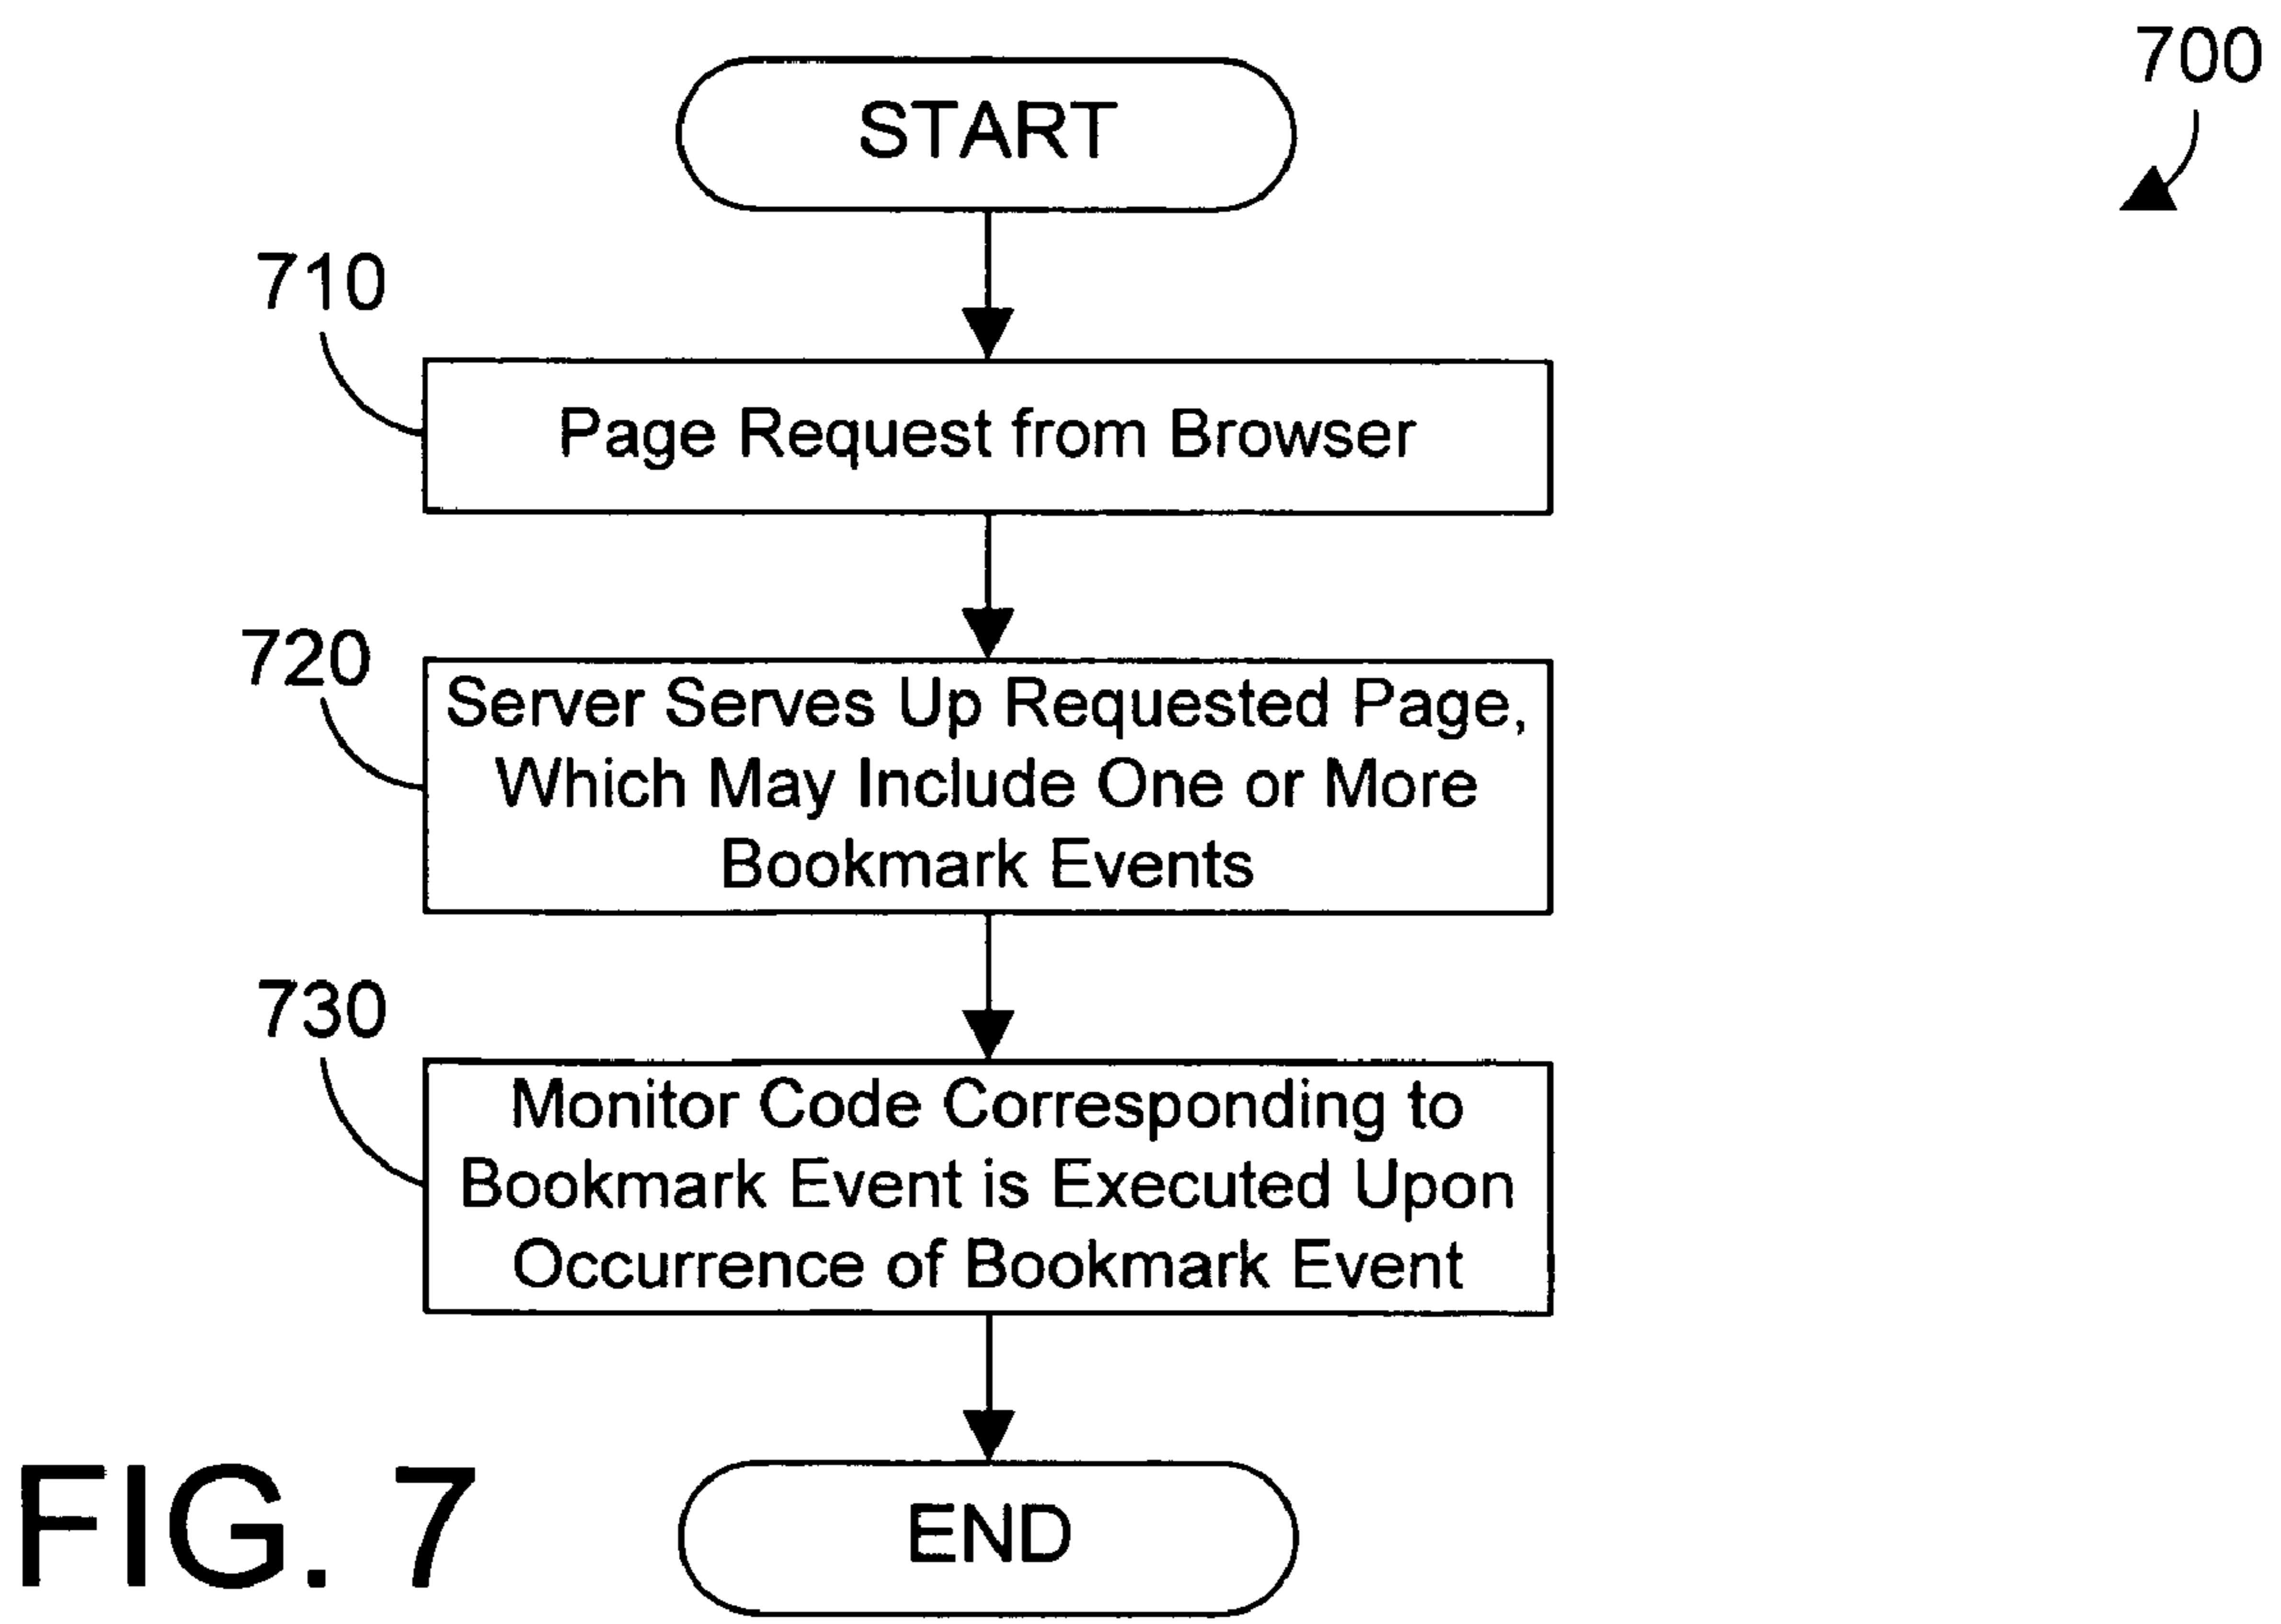 700
START
710
Page Request from Browser
720
Server Serves Up Requested Page,
Which May Include One or More
Bookmark Events
730
Monitor Code Corresponding to
Bookmark Event is Executed Upon
Occurrence of Bookmark Event
END
FIG. 7